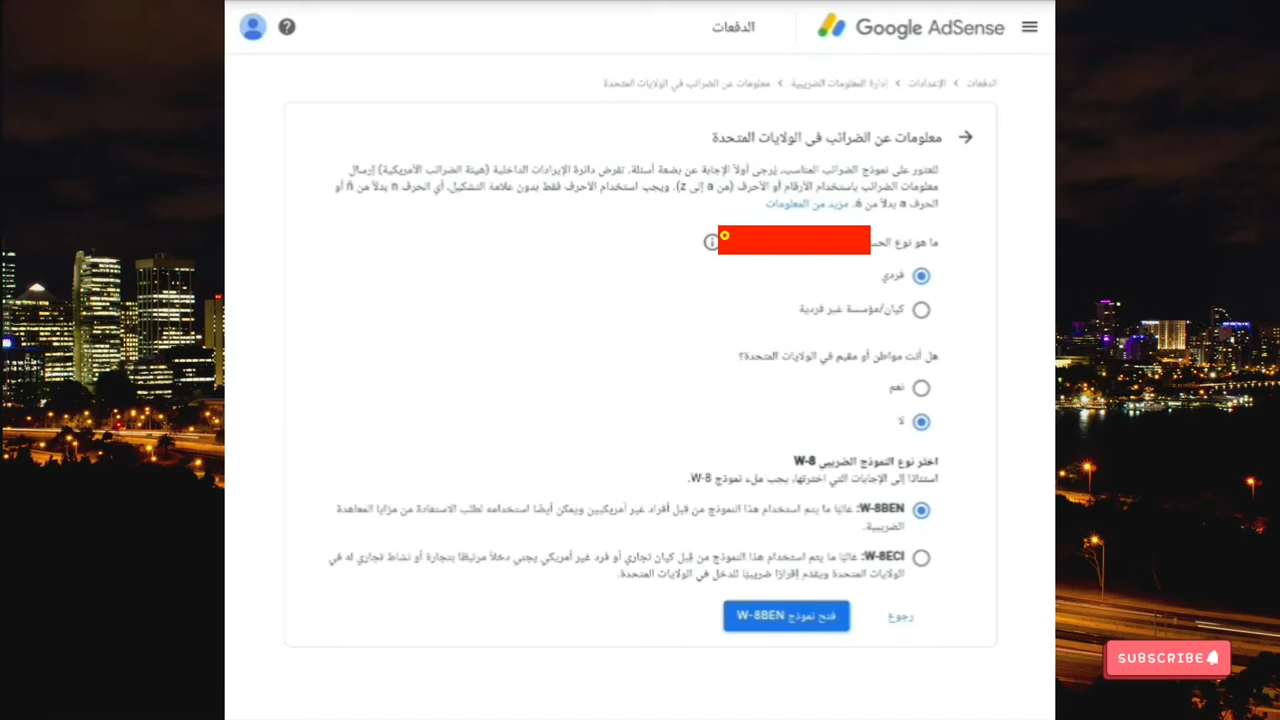 Google AdSense
الدفعات
الدفعات > الإعدادات > إدارة المعلومات الضريبية > معلومات عن الضرائب في الولايات المتحدة
معلومات عن الضرائب في الولايات المتحدة
للعثور على نموذج الضرائب المناسب، يُرجى أولاً الإجابة عن بضعة أسئلة. تفرض دائرة الإيرادات الداخلية (هيئة الضرائب الأمريكية) إرسال
معلومات الضرائب باستخدام الأرقام أو الأحرف (من a إلى z). ويجب استخدام الأحرف فقط بدون علامة التشكيل، أي الحرف n بدلاً من ñ أو
الحرف a بدلاً من á. مزيد من المعلومات
ما هو نوع
فردي
كيان/مؤسسة غير فردية
هل أنت مواطن أو مقيم في الولايات المتحدة؟
نعم
لا
اختر نوع النموذج الضريبي W-8
استنادًا إلى الإجابات التي اخترتها، يجب ملء نموذج W-8.
W-8BEN: غالبًا ما يتم استخدام هذا النموذج من قِبل أفراد غير أمريكيين ويمكن أيضًا استخدامه لطلب الاستفادة من مزايا المعاهدة
الضريبية.
W-8ECI: غالبًا ما يتم استخدام هذا النموذج من قِبل كيان تجاري أو فرد غير أمريكي يجني دخلاً مرتبطًا بتجارة أو نشاط تجاري له في
الولايات المتحدة ويقدم إقرارًا ضريبيًا للدخل في الولايات المتحدة.
رجوع
فتح نموذج W-8BEN
SUBSCRIBE